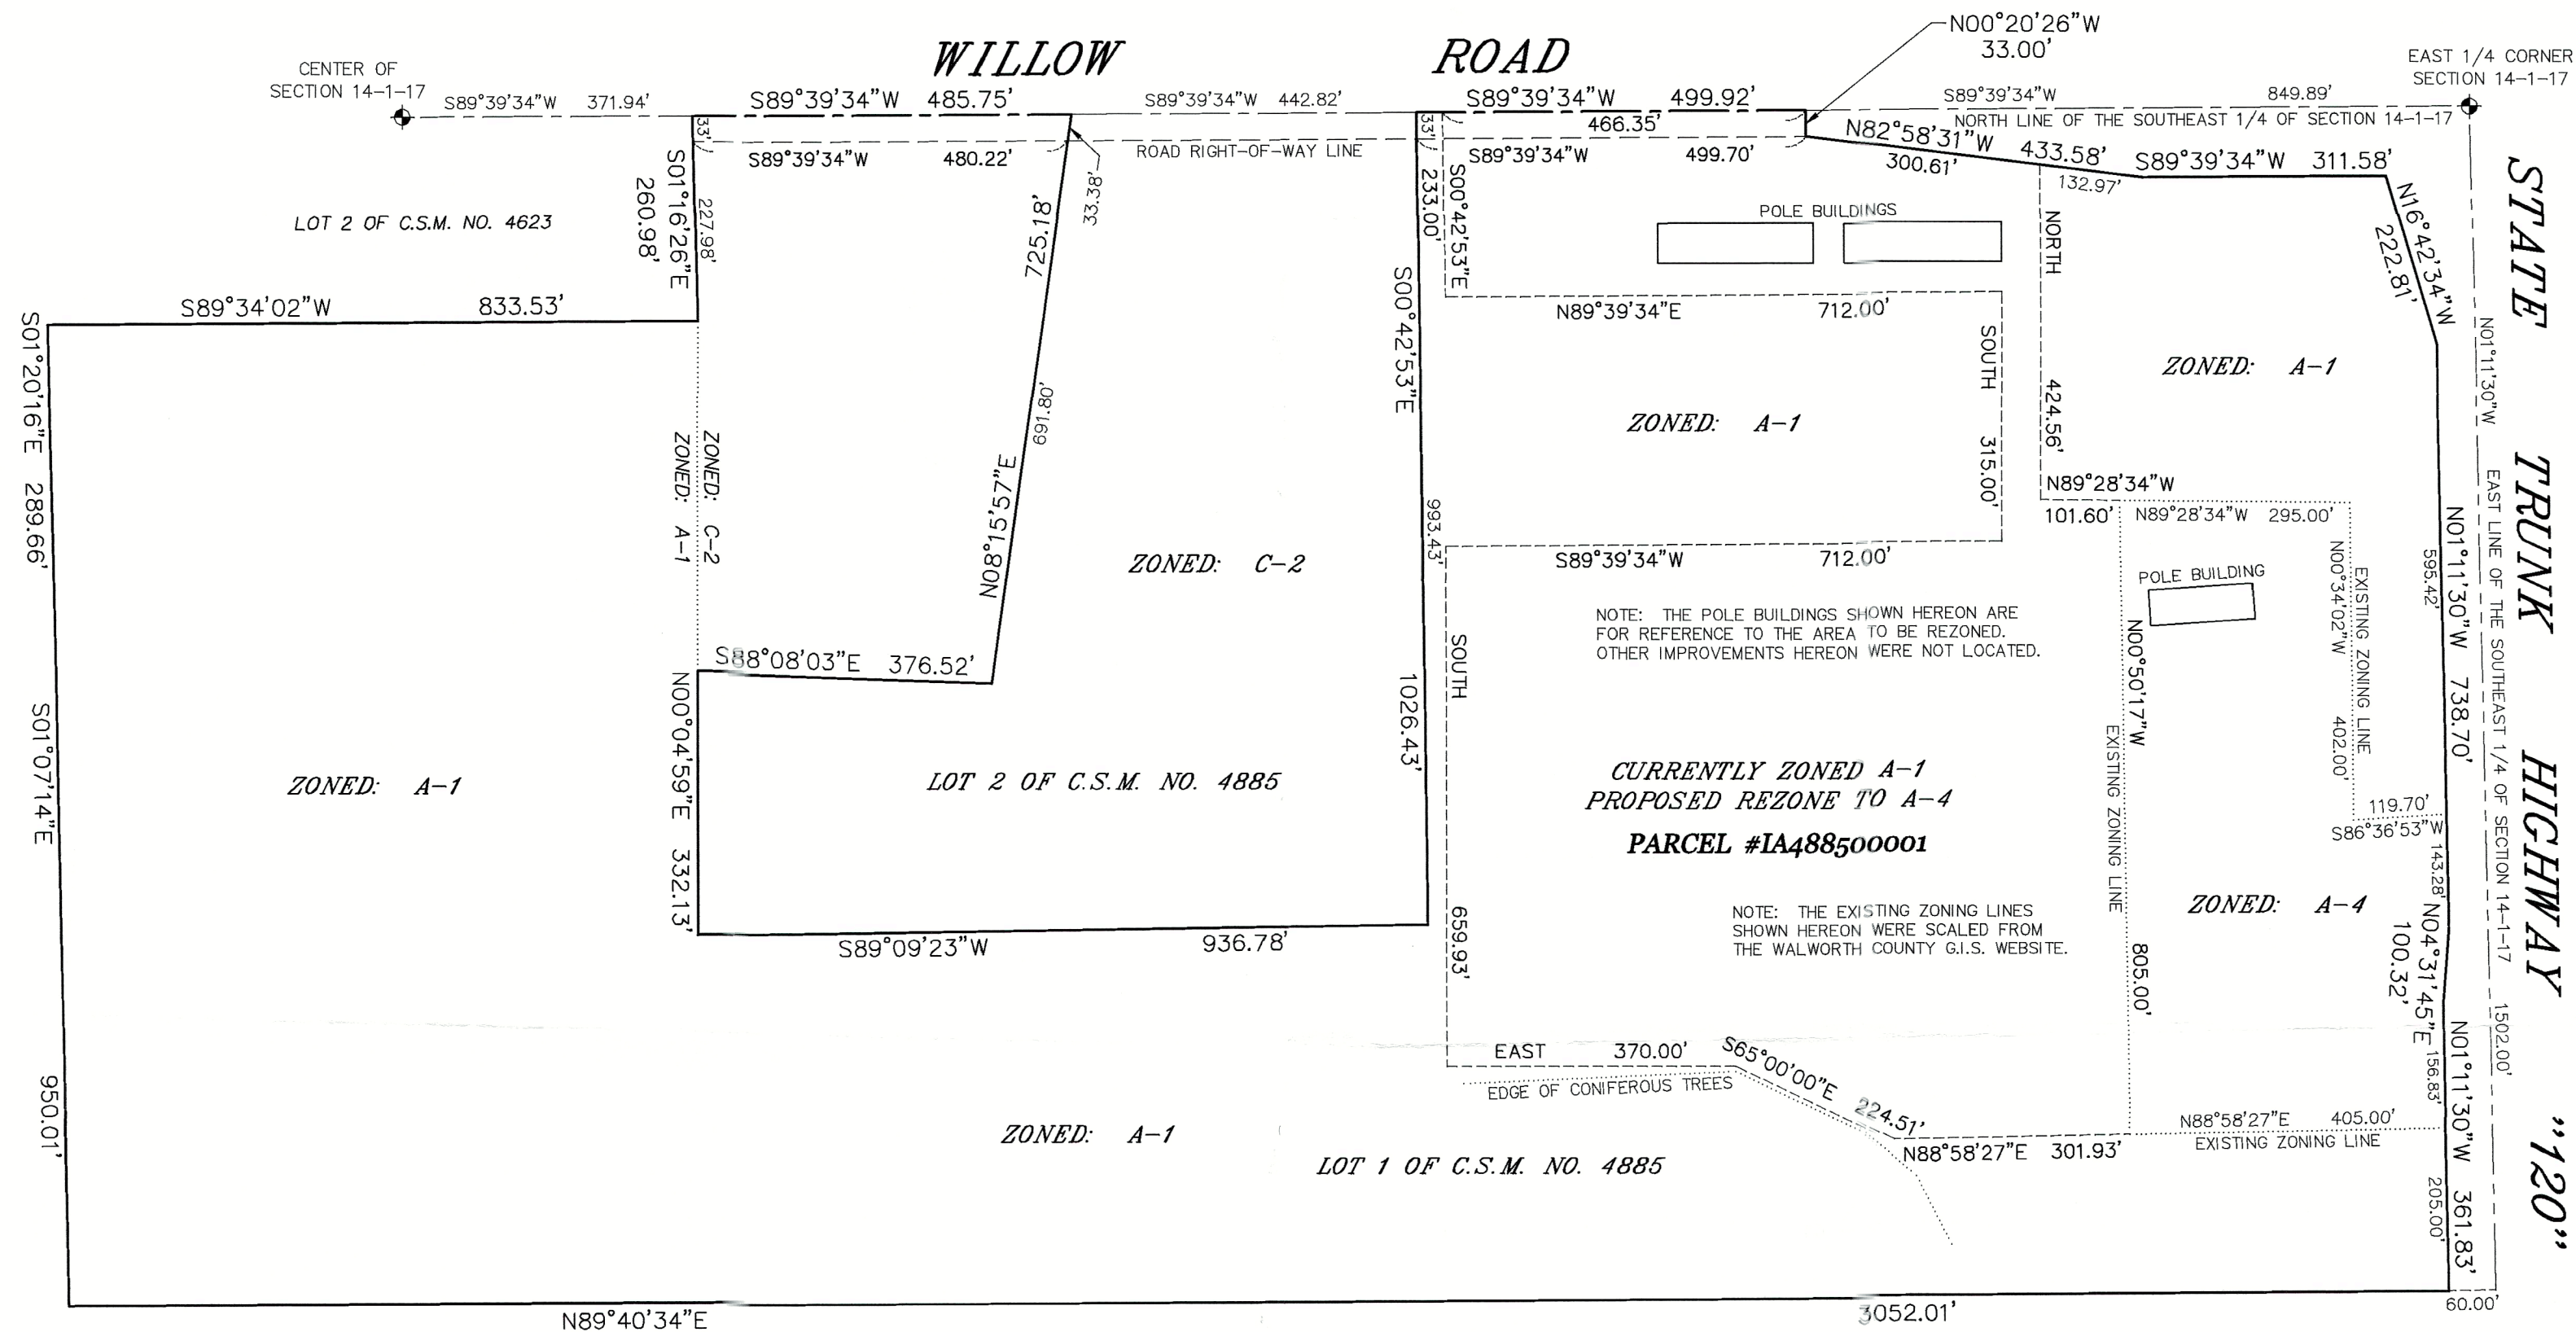 WILLOW ROAD
N00°20'26"W
33.00'
CENTER OF
SECTION 14-1-17
EAST 1/4 CORNER
SECTION 14-1-17
S89°39'34"W 371.94'
S89°39'34"W 485.75'
S89°39'34"W 442.82'
S89°39'34"W 499.92'
S89°39'34"W 849.89'
NORTH LINE OF THE SOUTHEAST 1/4 OF SECTION 14-1-17
33'
S89°39'34"W 480.22'
33.38'
ROAD RIGHT-OF-WAY LINE
33'
466.35'
S89°39'34"W 499.70'
N82°58'31"W 433.58'
300.61'
132.97'
S89°39'34"W 311.58'
N16°42'34"W
222.81'
S01°16'26"E
260.98'
227.98'
LOT 2 OF C.S.M. NO. 4623
S89°34'02"W 833.53'
S01°20'16"E 289.66'
725.18'
691.80'
N08°15'57"E
233.00'
S00°42'53"E
POLE BUILDINGS
N89°39'34"E 712.00'
SOUTH 315.00'
NORTH 424.56'
ZONED: A-1
ZONED: A-1
S00°42'53"E
993.43'
1026.43'
ZONED: C-2
ZONED: A-1
ZONED: C-2
S89°39'34"W 712.00'
N89°28'34"W
101.60'
N89°28'34"W 295.00'
POLE BUILDING
N00°34'02"W 402.00'
EXISTING ZONING LINE
NOTE: THE POLE BUILDINGS SHOWN HEREON ARE
FOR REFERENCE TO THE AREA TO BE REZONED.
OTHER IMPROVEMENTS HEREON WERE NOT LOCATED.
S88°08'03"E 376.52'
N00°04'59"E 332.13'
SOUTH 659.93'
N00°50'17"W 805.00'
EXISTING ZONING LINE
N01°11'30"W 738.70'
595.42'
N01°11'30"W
EAST LINE OF THE SOUTHEAST 1/4 OF SECTION 14-1-17
1502.00'
STATE TRUNK HIGHWAY "120"
S01°07'14"E 950.01'
ZONED: A-1
LOT 2 OF C.S.M. NO. 4885
CURRENTLY ZONED A-1
PROPOSED REZONE TO A-4
PARCEL #IA488500001
119.70'
S86°36'53"W
143.28'
ZONED: A-4
N04°31'45"E
100.32'
NOTE: THE EXISTING ZONING LINES
SHOWN HEREON WERE SCALED FROM
THE WALWORTH COUNTY G.I.S. WEBSITE.
S89°09'23"W 936.78'
EAST 370.00'
EDGE OF CONIFEROUS TREES
S65°00'00"E 224.51'
N88°58'27"E 301.93'
N88°58'27"E 405.00'
EXISTING ZONING LINE
156.83'
N01°11'30"W 361.83'
205.00'
ZONED: A-1
LOT 1 OF C.S.M. NO. 4885
60.00'
N89°40'34"E 3052.01'